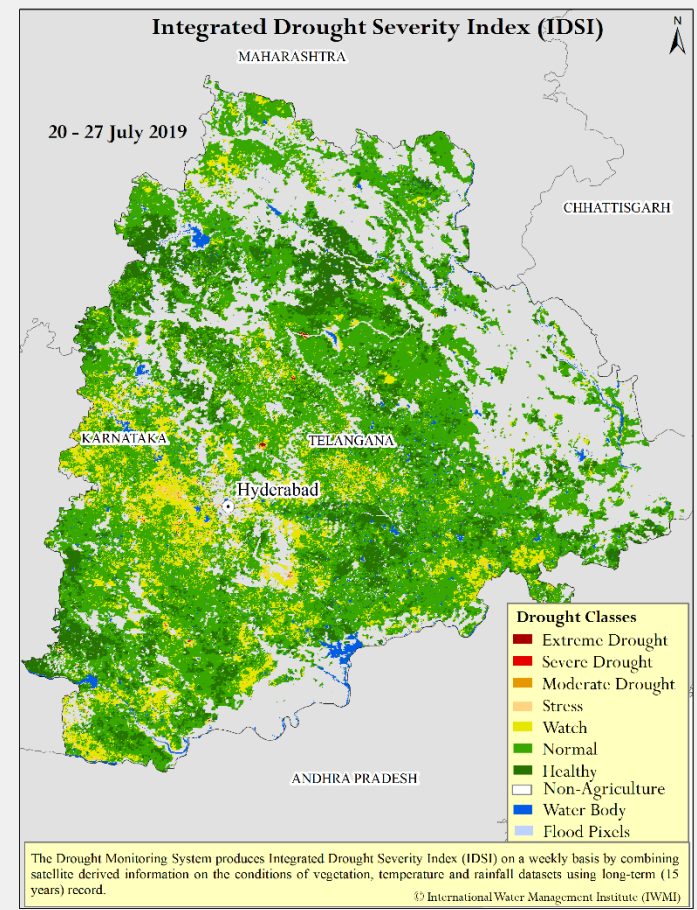 Integrated Drought Severity Index (IDSI)
N
MAHARASHTRA
20 - 27 July 2019
CHHATTISGARH
KARNATAKA
TELANGANA
Hyderabad
Drought Classes
Extreme Drought
Severe Drought
Moderate Drought
Stress
Watch
Normal
Healthy
Non-Agriculture
Water Body
Flood Pixels
ANDHRA PRADESH
The Drought Monitoring System produces Integrated Drought Severity Index (IDSI) on a weekly basis by combining
satellite derived information on the conditions of vegetation, temperature and rainfall datasets using long-term (15
years) record.
© International Water Management Institute (IWMI)